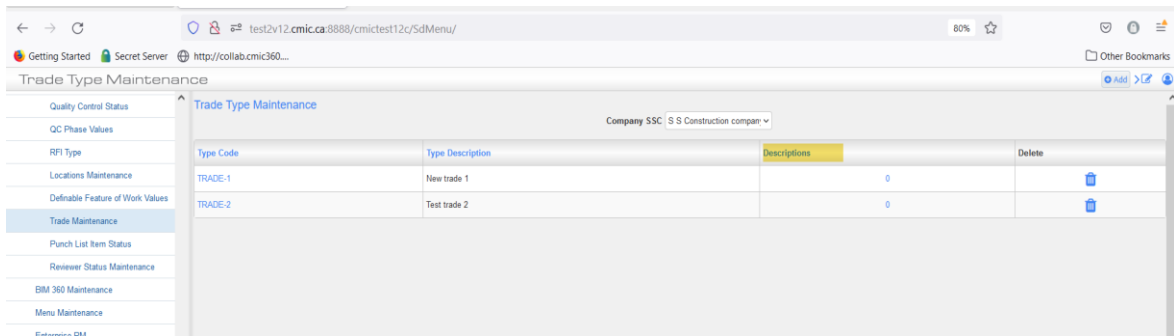 test2v12.cmic.ca:8888/cmictest12c/SdMenu/ 80%
Getting Started Secret Server http://collab.cmic360.... Other Bookmarks
Trade Type Maintenance Add
Quality Control Status
QC Phase Values
RFI Type
Locations Maintenance
Definable Feature of Work Values
Trade Maintenance
Punch List Item Status
Reviewer Status Maintenance
BIM 360 Maintenance
Menu Maintenance
Enterprise PM
Trade Type Maintenance
Company SSC S S Construction company
Type Code Type Description Descriptions Delete
TRADE-1 New trade 1 0
TRADE-2 Test trade 2 0